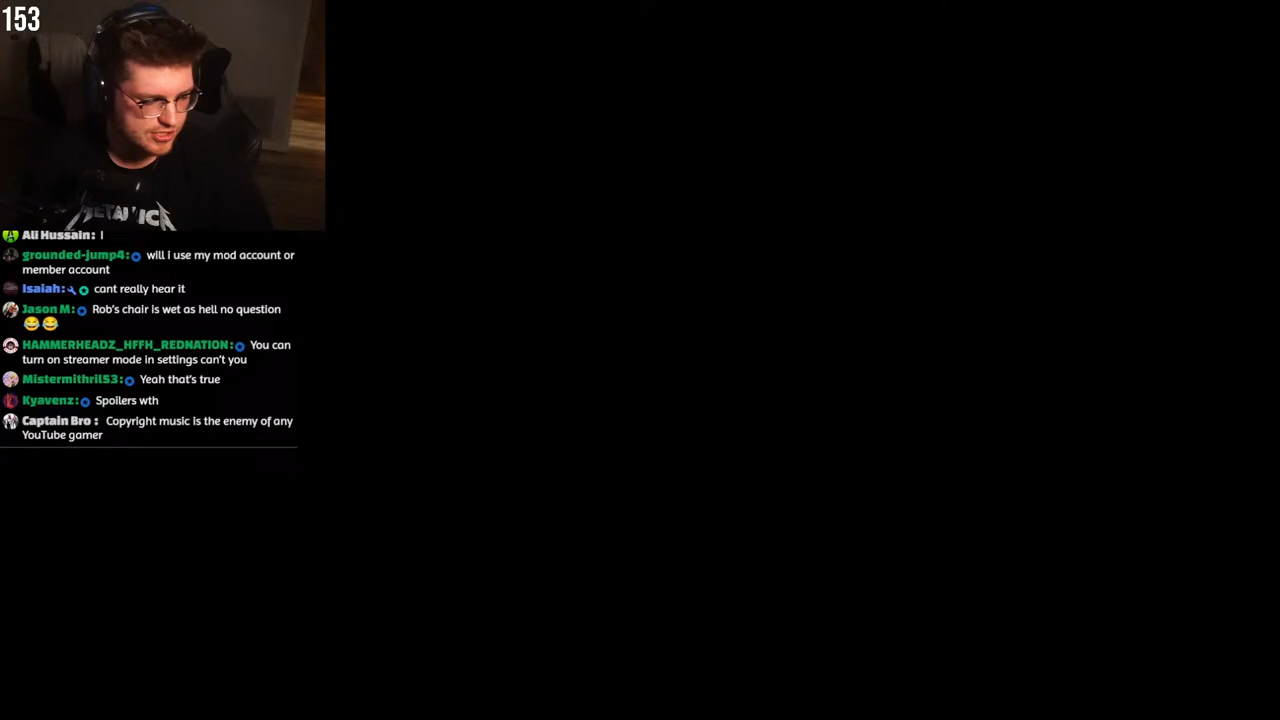 153
METALLICA
Ali Hussain: I
grounded-jump4: will i use my mod account or
member account
Isaiah: cant really hear it
Jason M: Rob's chair is wet as hell no question
😂 😂
HAMMERHEADZ_HFFH_REDNATION: You can
turn on streamer mode in settings can't you
Mistermithril53: Yeah that's true
Kyavenz: Spoilers wth
Captain Bro : Copyright music is the enemy of any
YouTube gamer